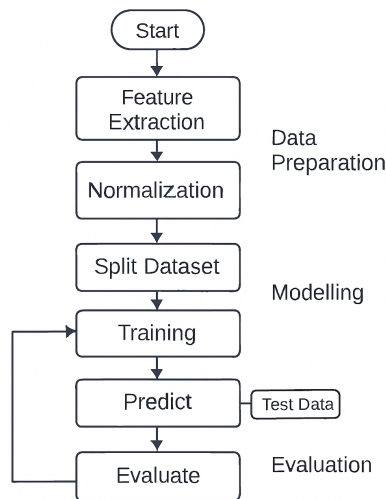 Start
Feature
Extraction
Data
Preparation
Normalization
Split Dataset
Modelling
Training
Predict
Test Data
Evaluate
Evaluation